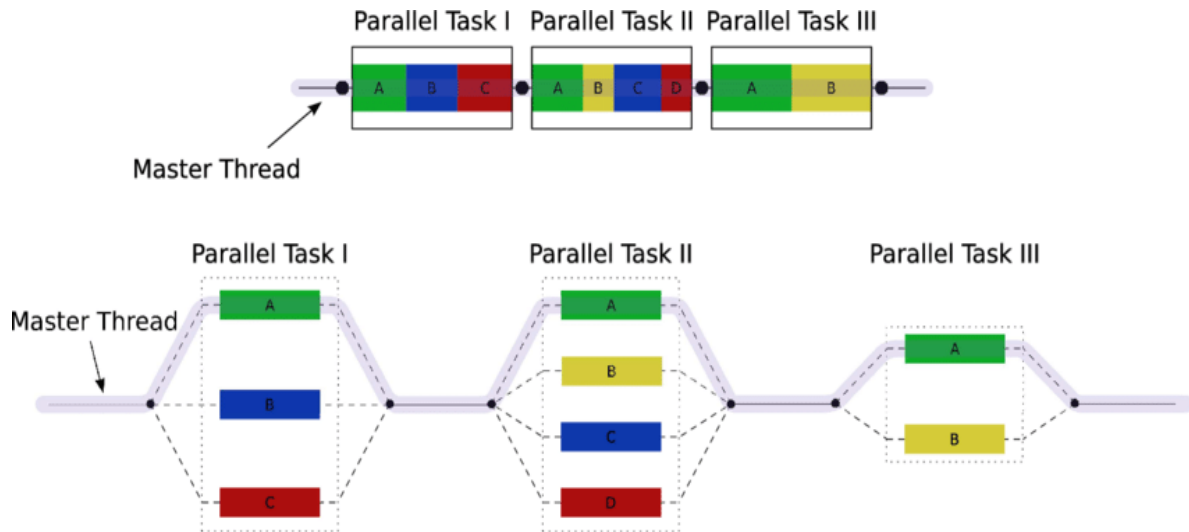 Parallel Task I Parallel Task II Parallel Task III
A B C A B C D A B
Master Thread
Parallel Task I Parallel Task II Parallel Task III
A A
Master Thread
B A
B
C
B
C D